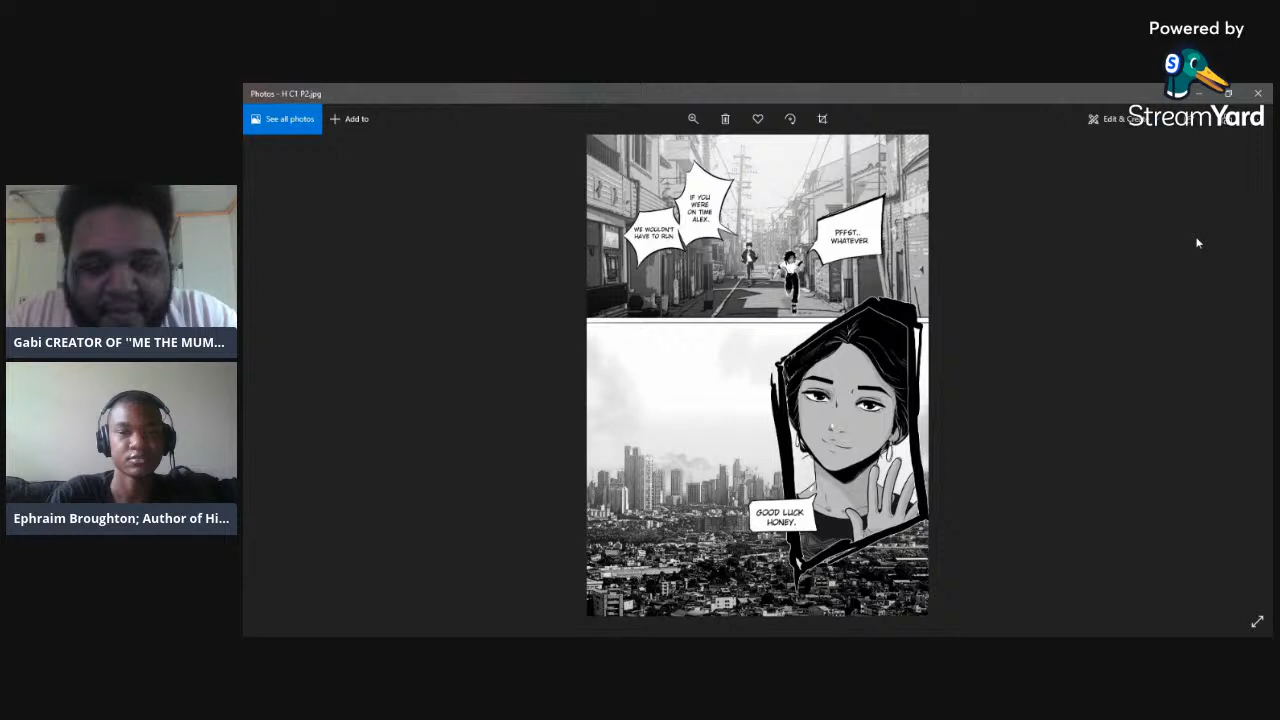 Powered by
StreamYard
Photos - H C1 P2.jpg
See all photos
Add to
Edit &
IF YOU
WERE
ON TIME
ALEX.
WE WOULDN'T
HAVE TO RUN
PFFST..
WHATEVER
GOOD LUCK
HONEY.
Gabi CREATOR OF "ME THE MUM...
Ephraim Broughton; Author of Hi...